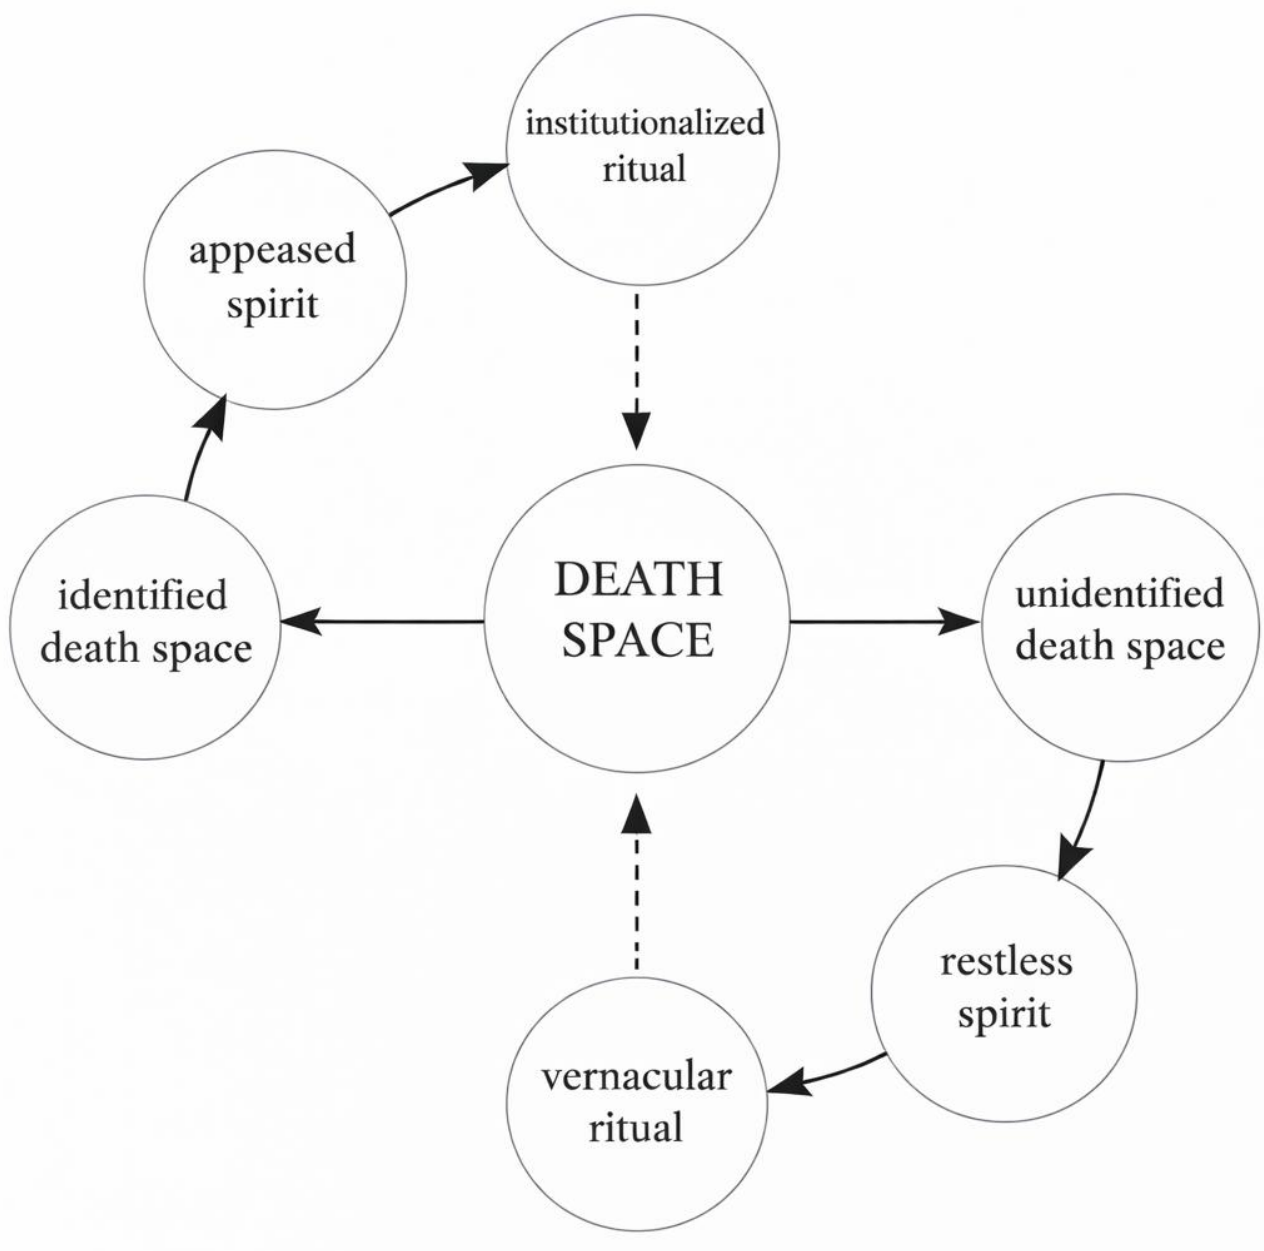 institutionalized
ritual
appeased
spirit
DEATH
SPACE
identified
death space
unidentified
death space
restless
spirit
vernacular
ritual